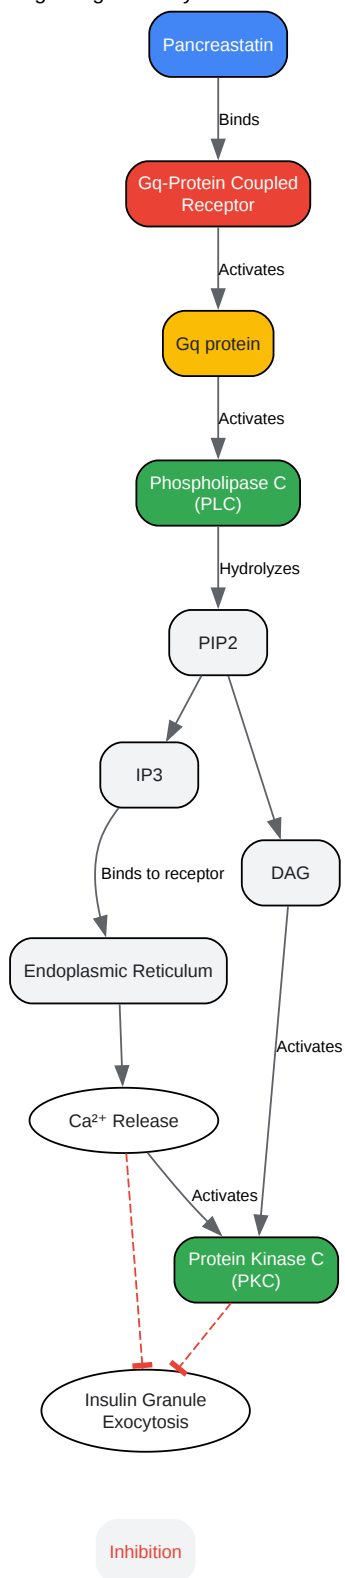 Pancreastatin
Binds
Gq-Protein Coupled
Receptor
Activates
Gq protein
Activates
Phospholipase C
(PLC)
Hydrolyzes
PIP2
IP3
DAG
Binds to receptor
Endoplasmic Reticulum
Activates
Ca²⁺ Release
Activates
Protein Kinase C
(PKC)
Insulin Granule
Exocytosis
Inhibition